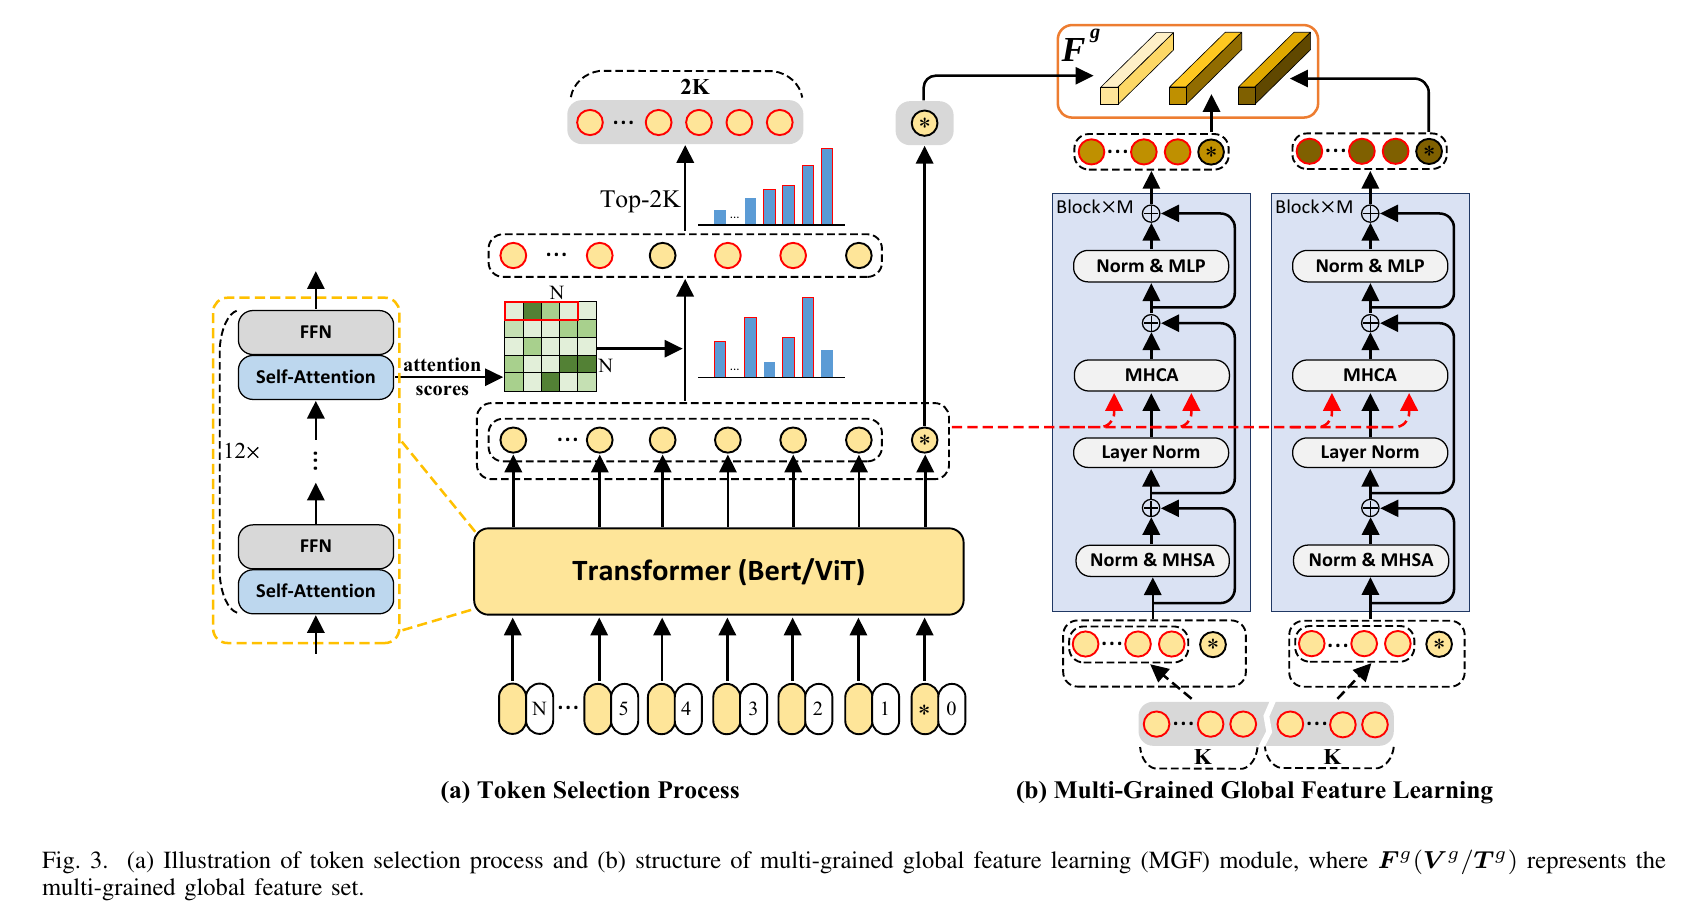 2K
...
*
F g
...
*
...
*
Top-2K
...
...
N
N
...
attention
scores
FFN
Self-Attention
12×
FFN
Self-Attention
...
*
Transformer (Bert/ViT)
N ... 5 4 3 2 1 * 0
(a) Token Selection Process
Block×M
Norm & MLP
MHCA
Layer Norm
Norm & MHSA
Block×M
Norm & MLP
MHCA
Layer Norm
Norm & MHSA
...
*
...
*
...
...
K
K
(b) Multi-Grained Global Feature Learning
Fig. 3. (a) Illustration of token selection process and (b) structure of multi-grained global feature learning (MGF) module, where F^g(V^g/T^g) represents the
multi-grained global feature set.